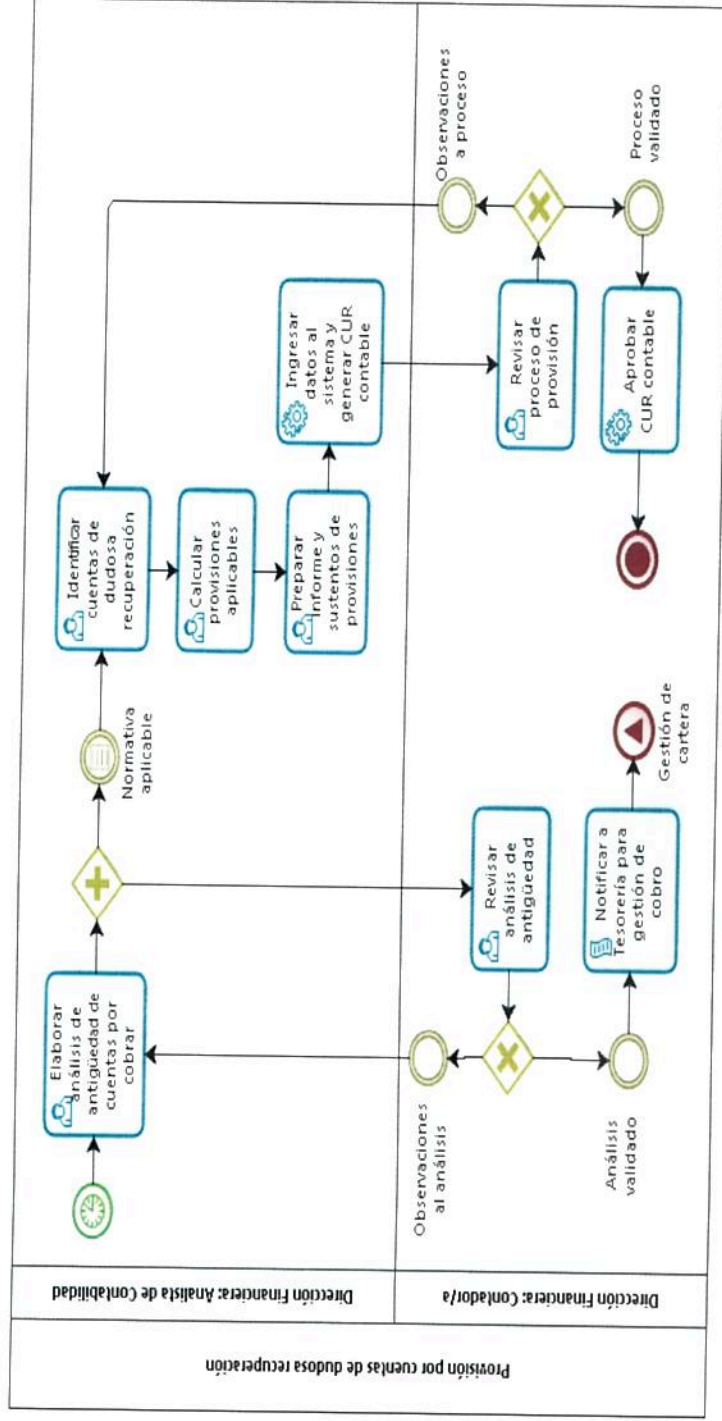 Provisión por cuentas de dudosa recuperación
Dirección Financiera: Analista de Contabilidad
Elaborar
análisis de
antigüedad de
cuentas por
cobrar
Normativa
aplicable
Identificar
cuentas de
dudosa
recuperación
Calcular
provisiones
aplicables
Preparar
informe y
sustentos de
provisiones
Ingresar
datos al
sistema y
generar CUR
contable
Dirección Financiera: Contador/a
Observaciones
al análisis
Revisar
análisis de
antigüedad
Análisis
validado
Notificar a
Tesorería para
gestión de
cobro
Gestión de
cartera
Observaciones
a proceso
Revisar
proceso de
provisión
Proceso
validado
Aprobar
CUR contable